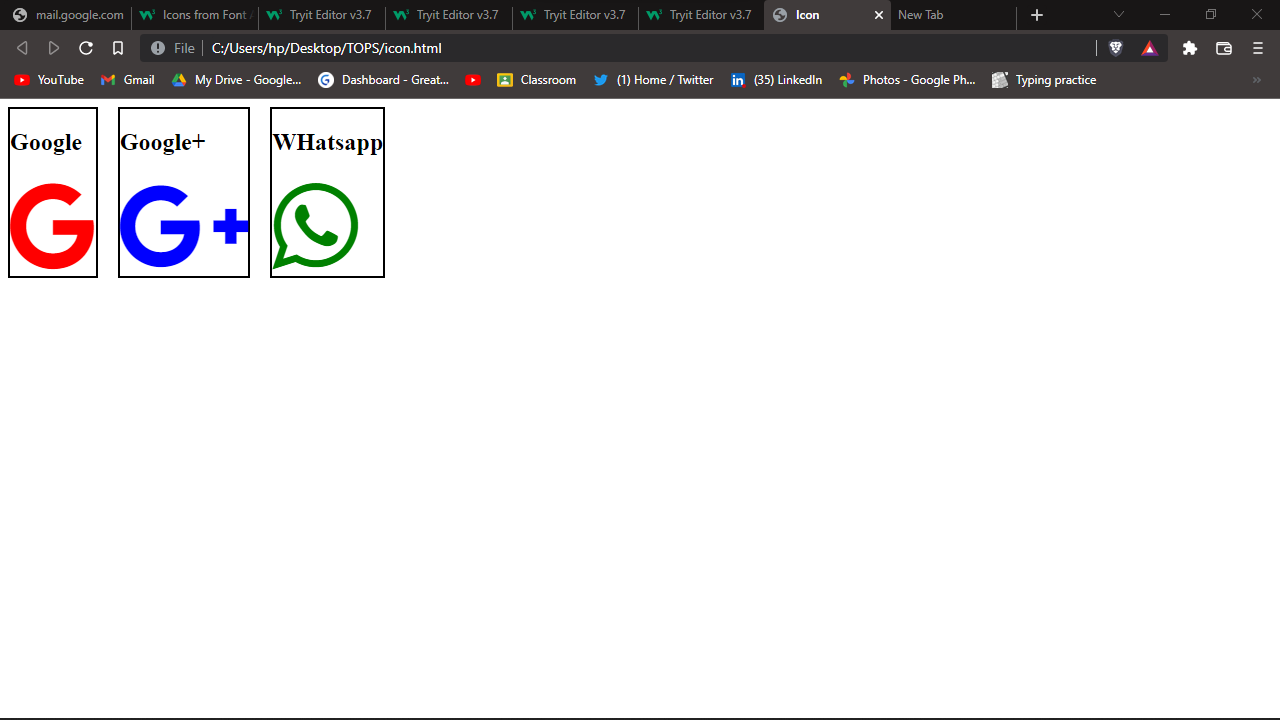 mail.google.com Icons from Font A Tryit Editor v3.7 Tryit Editor v3.7 Tryit Editor v3.7 Tryit Editor v3.7 Icon New Tab
File C:/Users/hp/Desktop/TOPS/icon.html
YouTube Gmail My Drive - Google... Dashboard - Great... Classroom (1) Home / Twitter (35) LinkedIn Photos - Google Ph... Typing practice
Google Google+ WHatsapp